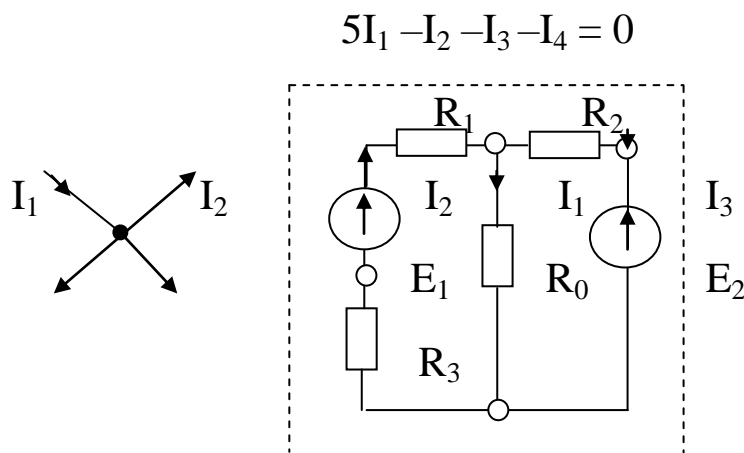 5I₁ –I₂ –I₃ –I₄ = 0
R₁ R₂
I₁ I₂ I₂ I₁ I₃
E₁ R₀ E₂
R₃